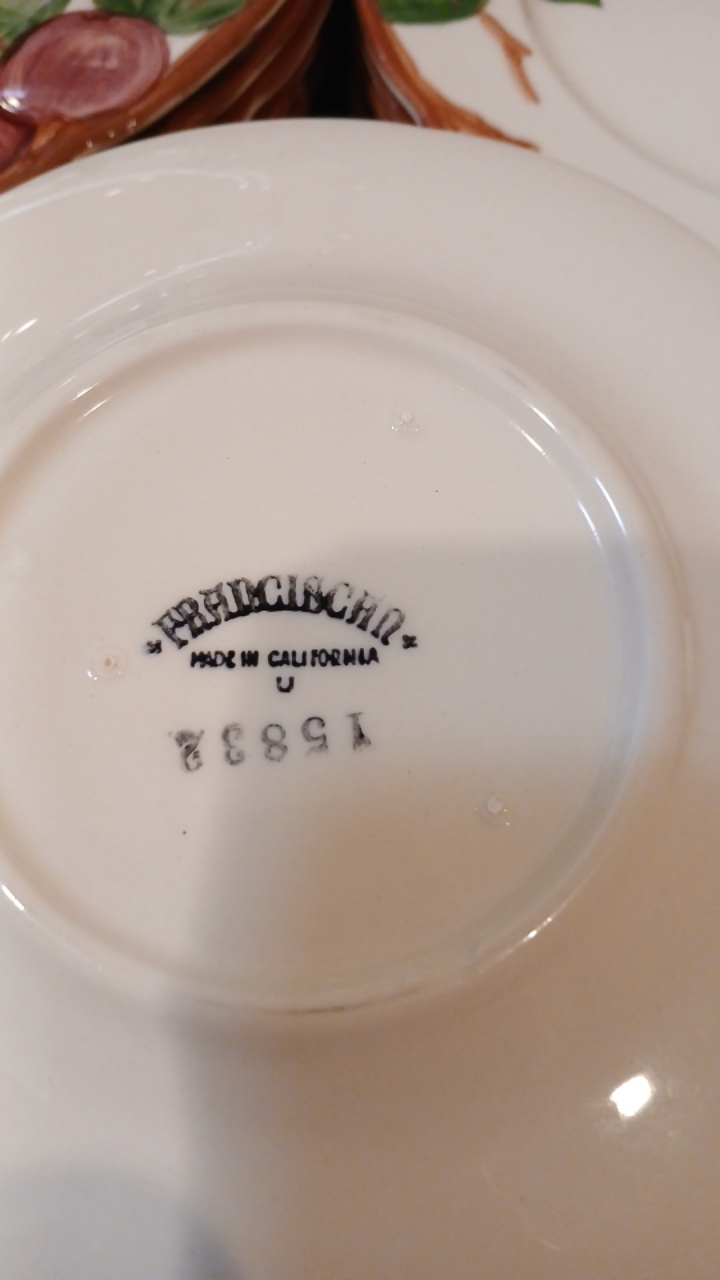 * FRANCISCAN *
MADE IN CALIFORNIA
U
15832